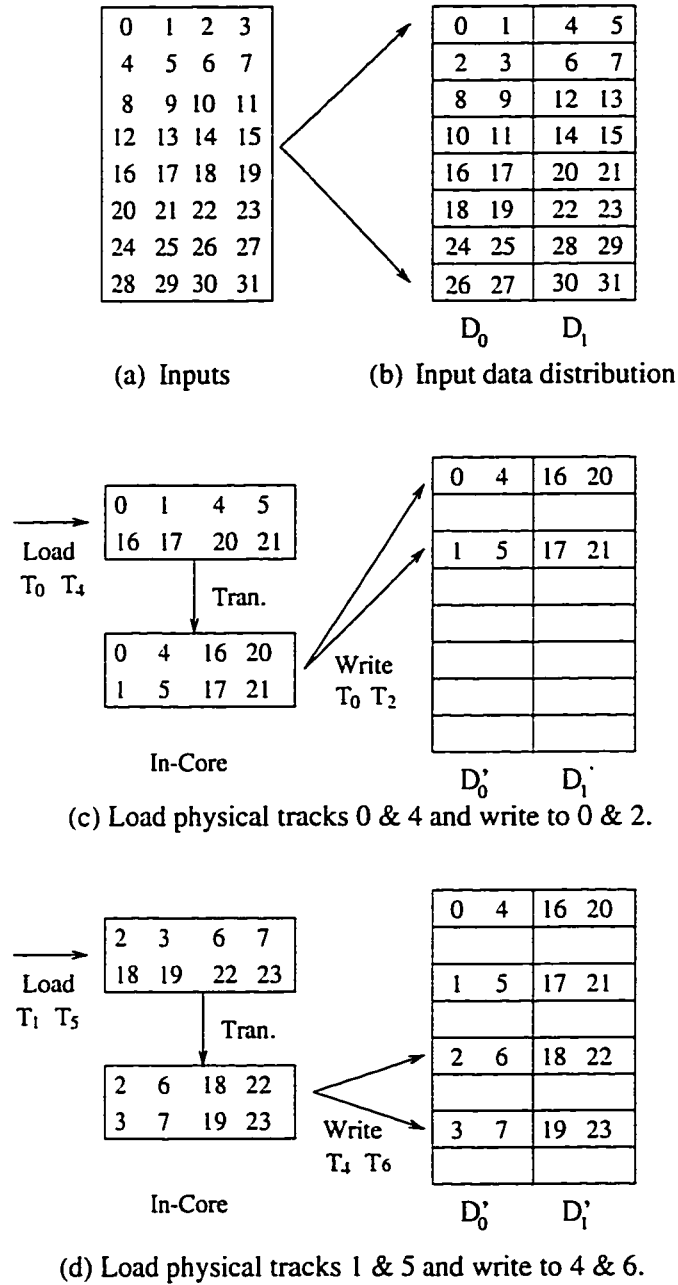 0 1 2 3
4 5 6 7
8 9 10 11
12 13 14 15
16 17 18 19
20 21 22 23
24 25 26 27
28 29 30 31
(a) Inputs
0 1 4 5
2 3 6 7
8 9 12 13
10 11 14 15
16 17 20 21
18 19 22 23
24 25 28 29
26 27 30 31
D0 D1
(b) Input data distribution
Load
T0 T4
0 1 4 5
16 17 20 21
Tran.
0 4 16 20
1 5 17 21
In-Core
Write
T0 T2
0 4 16 20
1 5 17 21
D0' D1'
(c) Load physical tracks 0 & 4 and write to 0 & 2.
Load
T1 T5
2 3 6 7
18 19 22 23
Tran.
2 6 18 22
3 7 19 23
In-Core
Write
T4 T6
0 4 16 20
1 5 17 21
2 6 18 22
3 7 19 23
D0' D1'
(d) Load physical tracks 1 & 5 and write to 4 & 6.